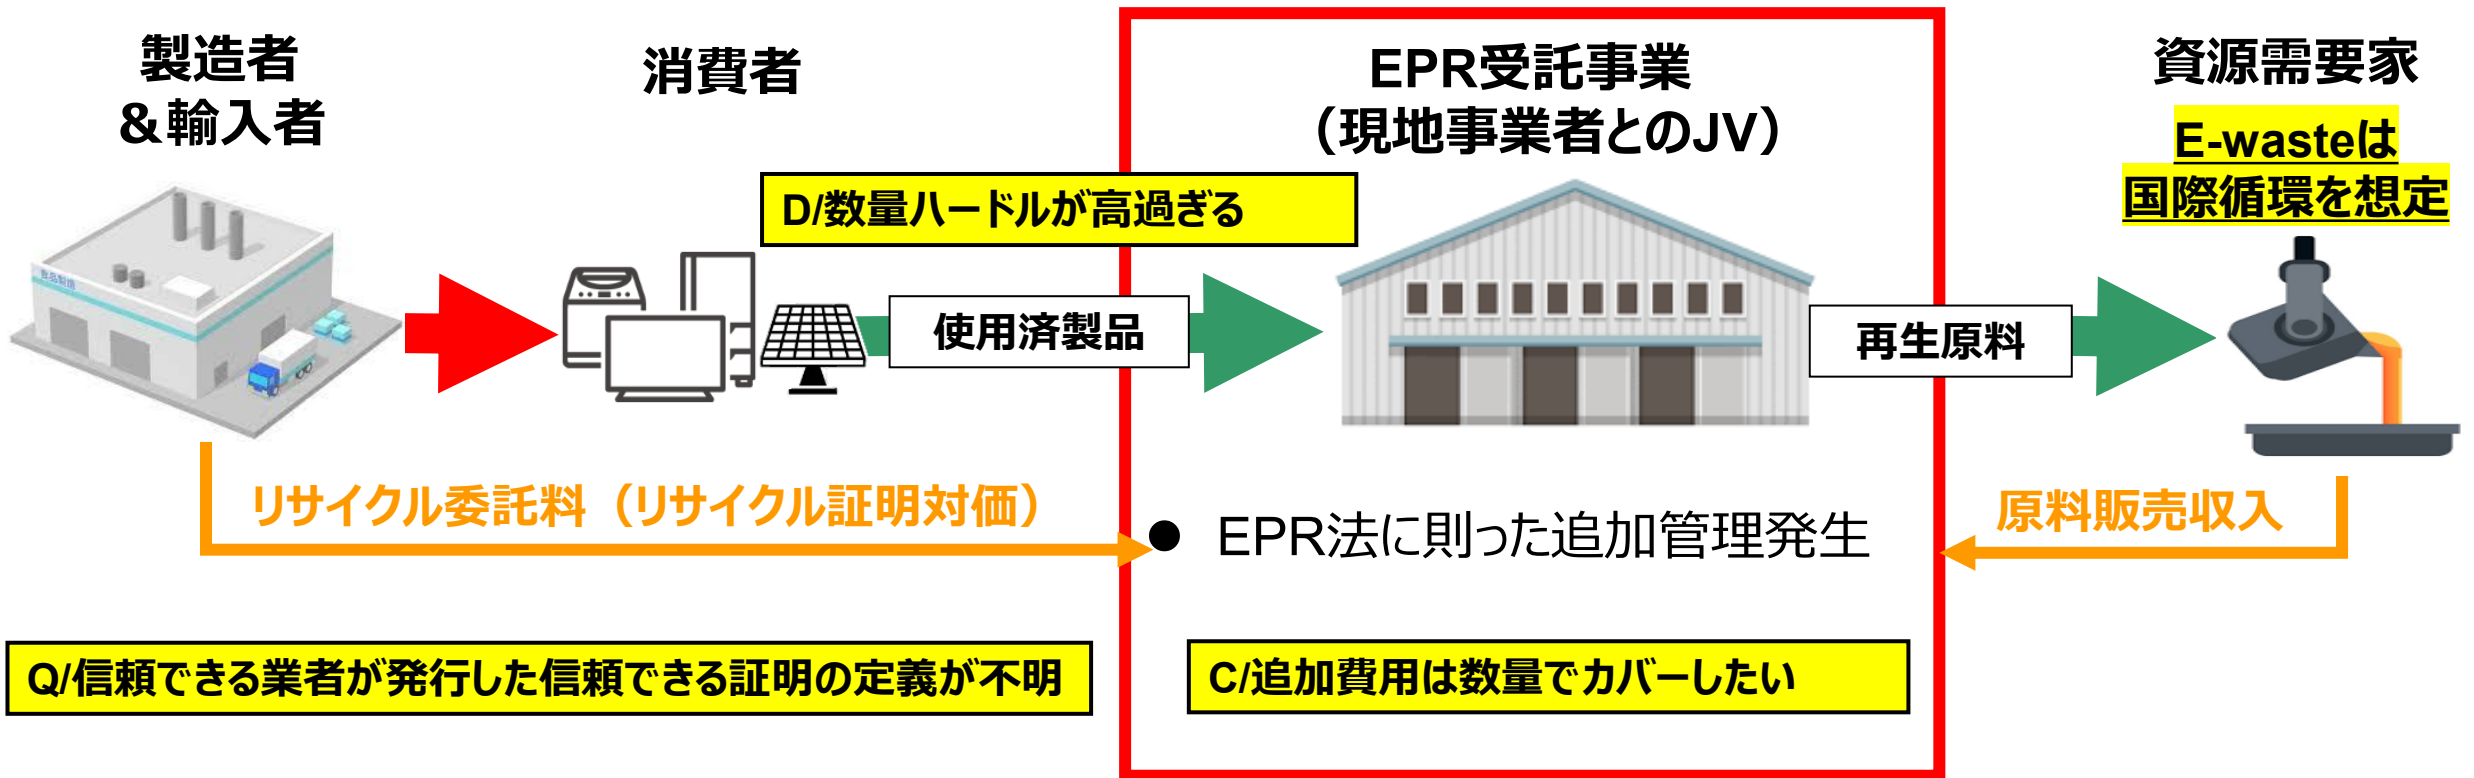 製造者
&輸入者
消費者
EPR受託事業
（現地事業者とのJV）
資源需要家
E-wasteは
国際循環を想定
D/数量ハードルが高過ぎる
使用済製品
再生原料
リサイクル委託料（リサイクル証明対価）
● EPR法に則った追加管理発生
原料販売収入
Q/信頼できる業者が発行した信頼できる証明の定義が不明
C/追加費用は数量でカバーしたい